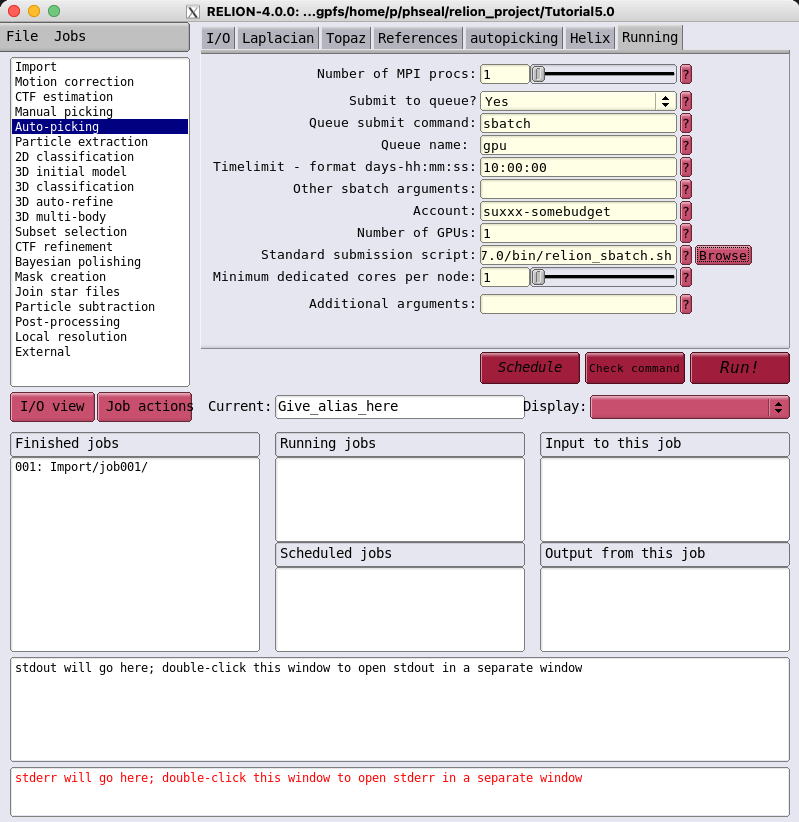 RELION-4.0.0: ...gpfs/home/p/phseal/relion_project/Tutorial5.0
File Jobs
I/O Laplacian Topaz References autopicking Helix Running
Import
Motion correction
CTF estimation
Manual picking
Auto-picking
Particle extraction
2D classification
3D initial model
3D classification
3D auto-refine
3D multi-body
Subset selection
CTF refinement
Bayesian polishing
Mask creation
Join star files
Particle subtraction
Post-processing
Local resolution
External
Number of MPI procs: 1 ?
Submit to queue? Yes ?
Queue submit command: sbatch ?
Queue name: gpu ?
Timelimit - format days-hh:mm:ss: 10:00:00 ?
Other sbatch arguments: ?
Account: suxxx-somebudget ?
Number of GPUs: 1 ?
Standard submission script: 7.0/bin/relion_sbatch.sh ? Browse
Minimum dedicated cores per node: 1 ?
Additional arguments: ?
Schedule Check command Run!
I/O view Job actions Current: Give_alias_here Display:
Finished jobs
001: Import/job001/
Running jobs
Scheduled jobs
Input to this job
Output from this job
stdout will go here; double-click this window to open stdout in a separate window
stderr will go here; double-click this window to open stderr in a separate window